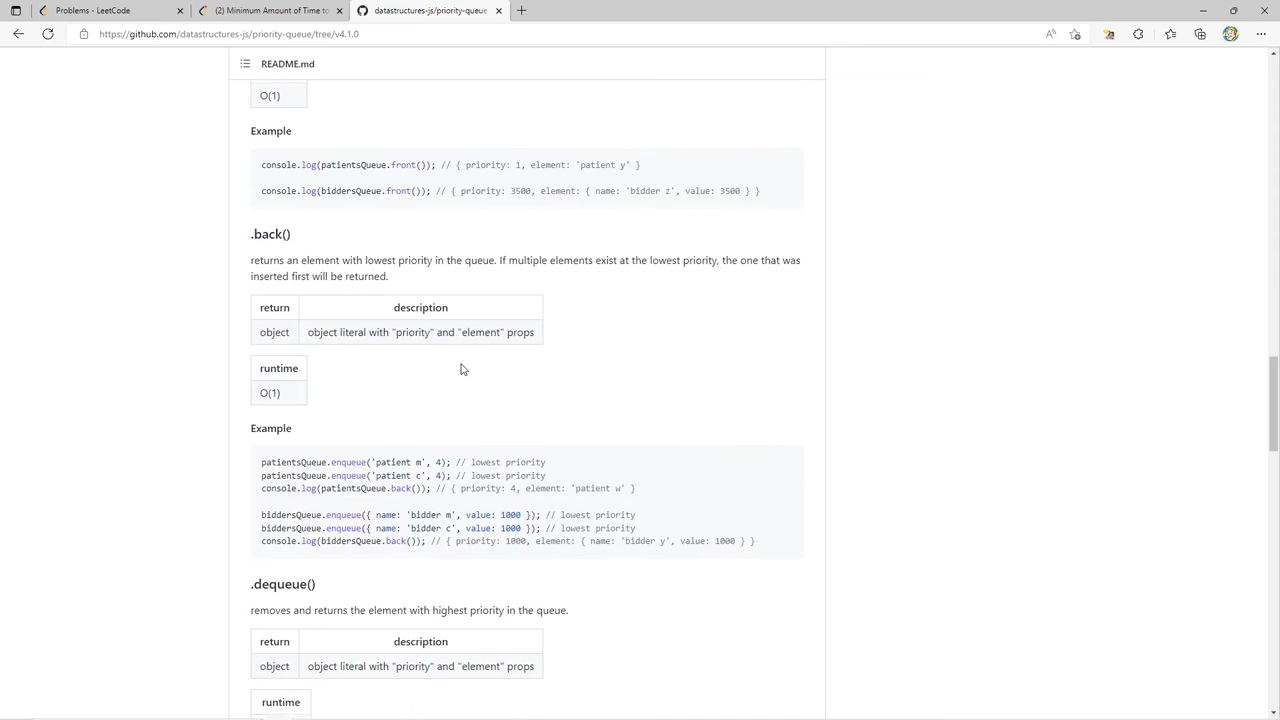 Problems - LeetCode
(2) Minimum Amount of Time to
datastructures-js/priority-queue
https://github.com/datastructures-js/priority-queue/tree/v4.1.0
README.md
O(1)
Example
console.log(patientsQueue.front()); // { priority: 1, element: 'patient y' }
console.log(biddersQueue.front()); // { priority: 3500, element: { name: 'bidder z', value: 3500 } }
.back()
returns an element with lowest priority in the queue. If multiple elements exist at the lowest priority, the one that was
inserted first will be returned.
return description
object object literal with "priority" and "element" props
runtime
O(1)
Example
patientsQueue.enqueue('patient m', 4); // lowest priority
patientsQueue.enqueue('patient c', 4); // lowest priority
console.log(patientsQueue.back()); // { priority: 4, element: 'patient w' }
biddersQueue.enqueue({ name: 'bidder m', value: 1000 }); // lowest priority
biddersQueue.enqueue({ name: 'bidder c', value: 1000 }); // lowest priority
console.log(biddersQueue.back()); // { priority: 1000, element: { name: 'bidder y', value: 1000 } }
.dequeue()
removes and returns the element with highest priority in the queue.
return description
object object literal with "priority" and "element" props
runtime